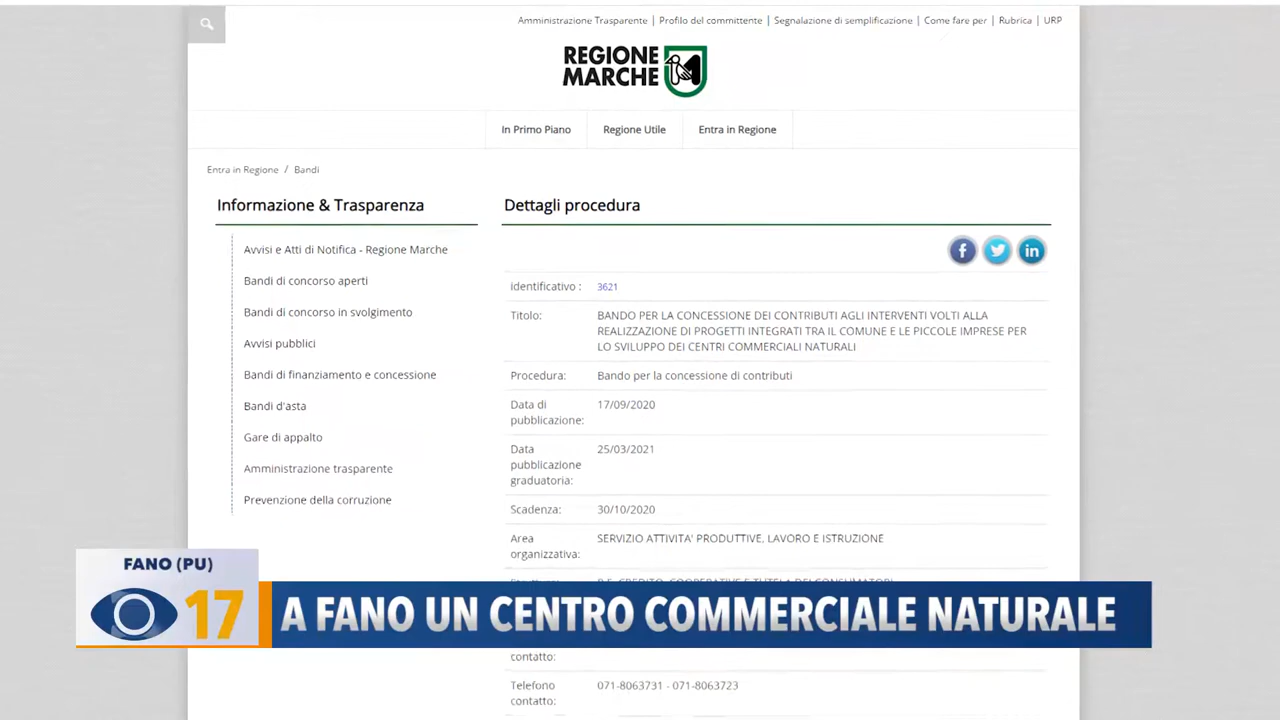 Amministrazione Trasparente | Profilo del committente | Segnalazione di semplificazione | Come fare per | Rubrica | URP
REGIONE
MARCHE
In Primo Piano
Regione Utile
Entra in Regione
Entra in Regione / Bandi
Informazione & Trasparenza
Avvisi e Atti di Notifica - Regione Marche
Bandi di concorso aperti
Bandi di concorso in svolgimento
Avvisi pubblici
Bandi di finanziamento e concessione
Bandi d'asta
Gare di appalto
Amministrazione trasparente
Prevenzione della corruzione
Dettagli procedura
f
in
identificativo : 3621
Titolo: BANDO PER LA CONCESSIONE DEI CONTRIBUTI AGLI INTERVENTI VOLTI ALLA
REALIZZAZIONE DI PROGETTI INTEGRATI TRA IL COMUNE E LE PICCOLE IMPRESE PER
LO SVILUPPO DEI CENTRI COMMERCIALI NATURALI
Procedura: Bando per la concessione di contributi
Data di 17/09/2020
pubblicazione:
Data 25/03/2021
pubblicazione
graduatoria:
Scadenza: 30/10/2020
Area SERVIZIO ATTIVITA' PRODUTTIVE, LAVORO E ISTRUZIONE
organizzativa:
FANO (PU)
17
A FANO UN CENTRO COMMERCIALE NATURALE
contatto:
Telefono 071-8063731 - 071-8063723
contatto: